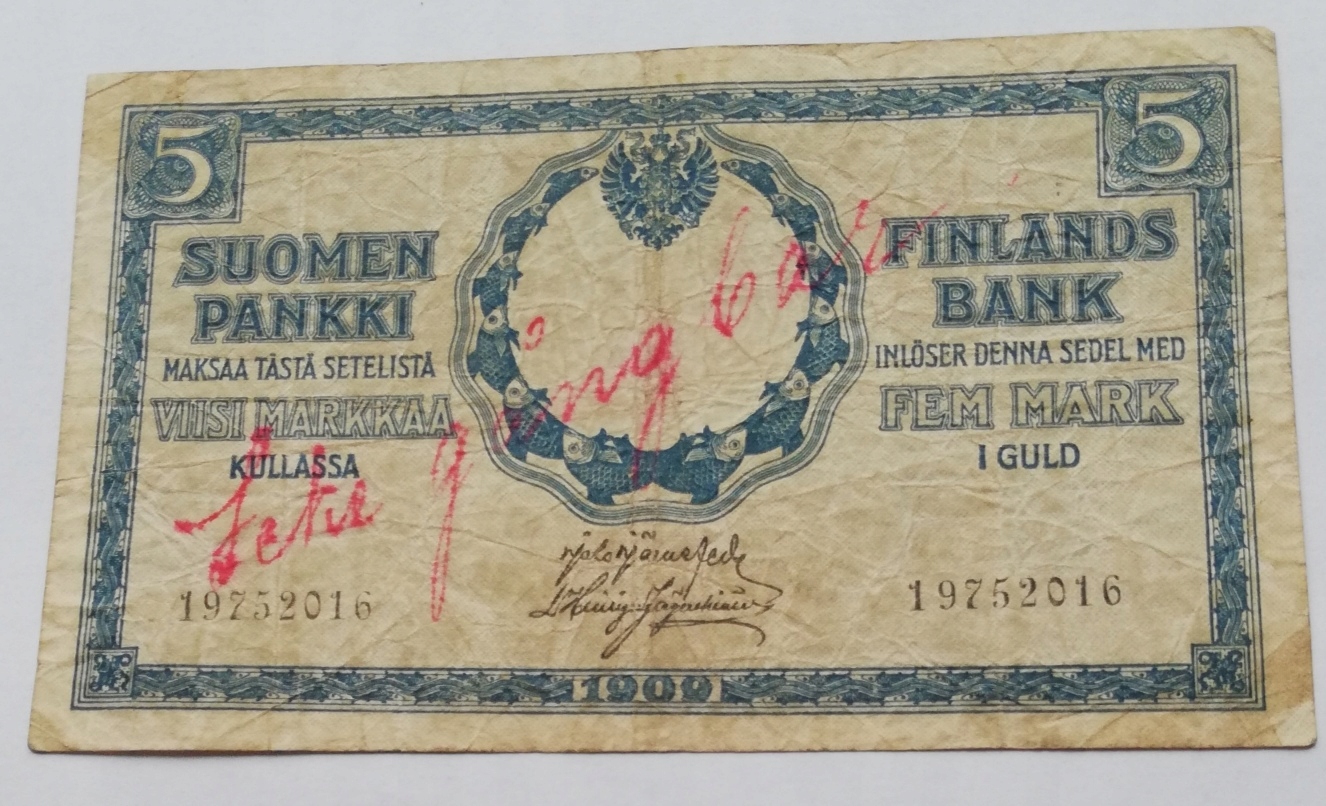 5
5
SUOMEN
PANKKI
MAKSAA TÄSTÄ SETELISTÄ
VIISI MARKKAA
KULLASSA
FINLANDS
BANK
INLÖSER DENNA SEDEL MED
FEM MARK
I GULD
gångbar
19752016
19752016
1909